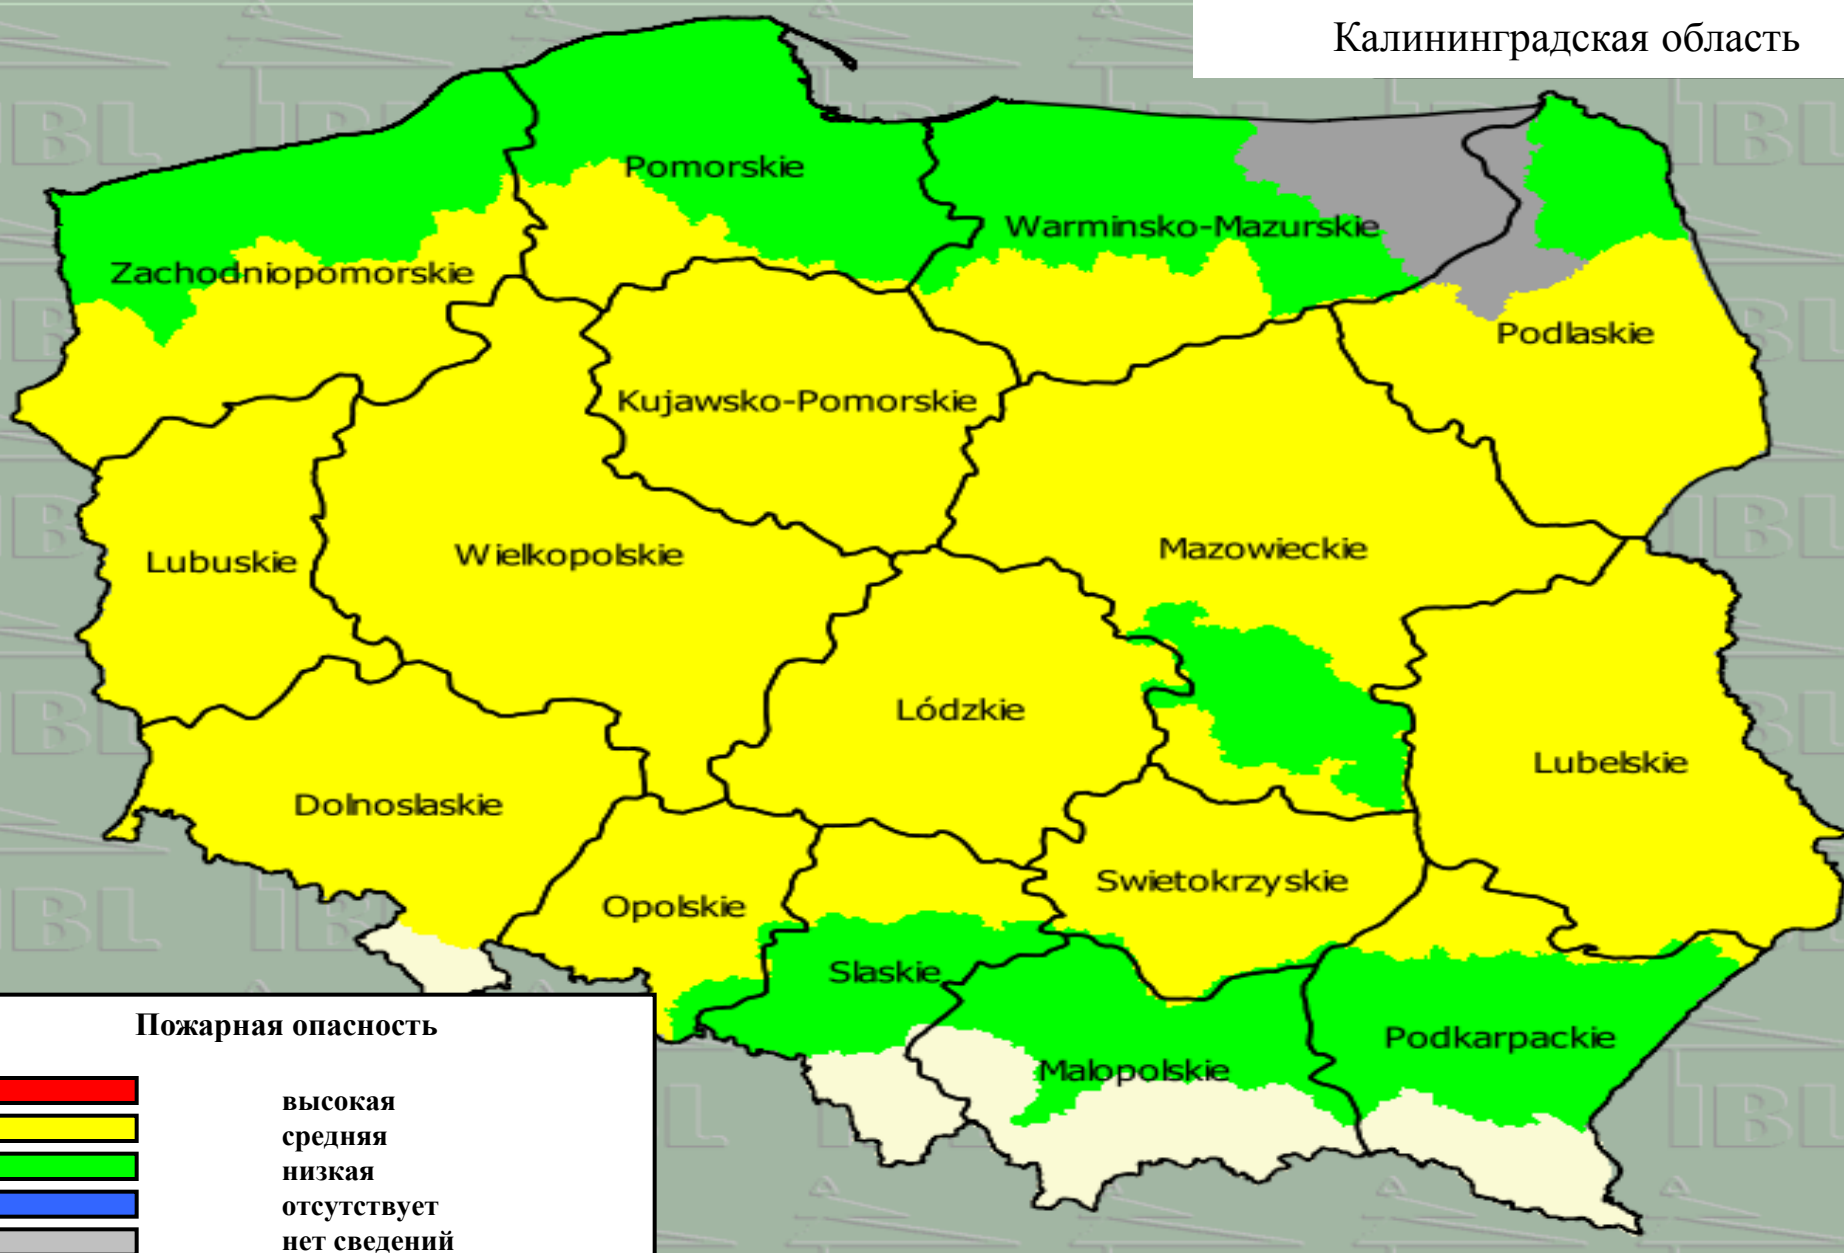 Калининградская область
Pomorskie
Warminsko-Mazurskie
Zachodniopomorskie
Podlaskie
Kujawsko-Pomorskie
Lubuskie
Wielkopolskie
Mazowieckie
Lódzkie
Lubelskie
Dolnoslaskie
Swietokrzyskie
Opolskie
Slaskie
Podkarpackie
Malopolskie
Пожарная опасность
высокая
средняя
низкая
отсутствует
нет сведений
IBL